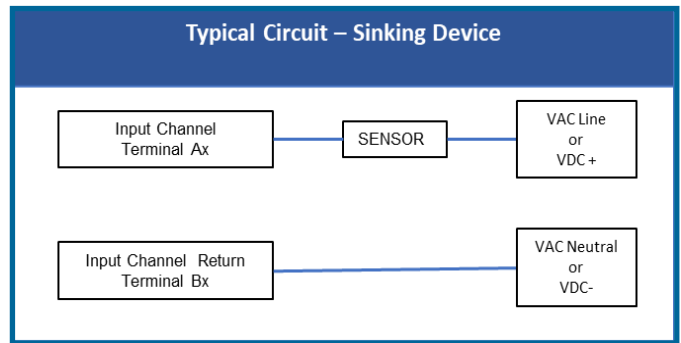 Typical Circuit – Sinking Device
Input Channel
Terminal Ax
SENSOR
VAC Line
or
VDC +
Input Channel Return
Terminal Bx
VAC Neutral
or
VDC-